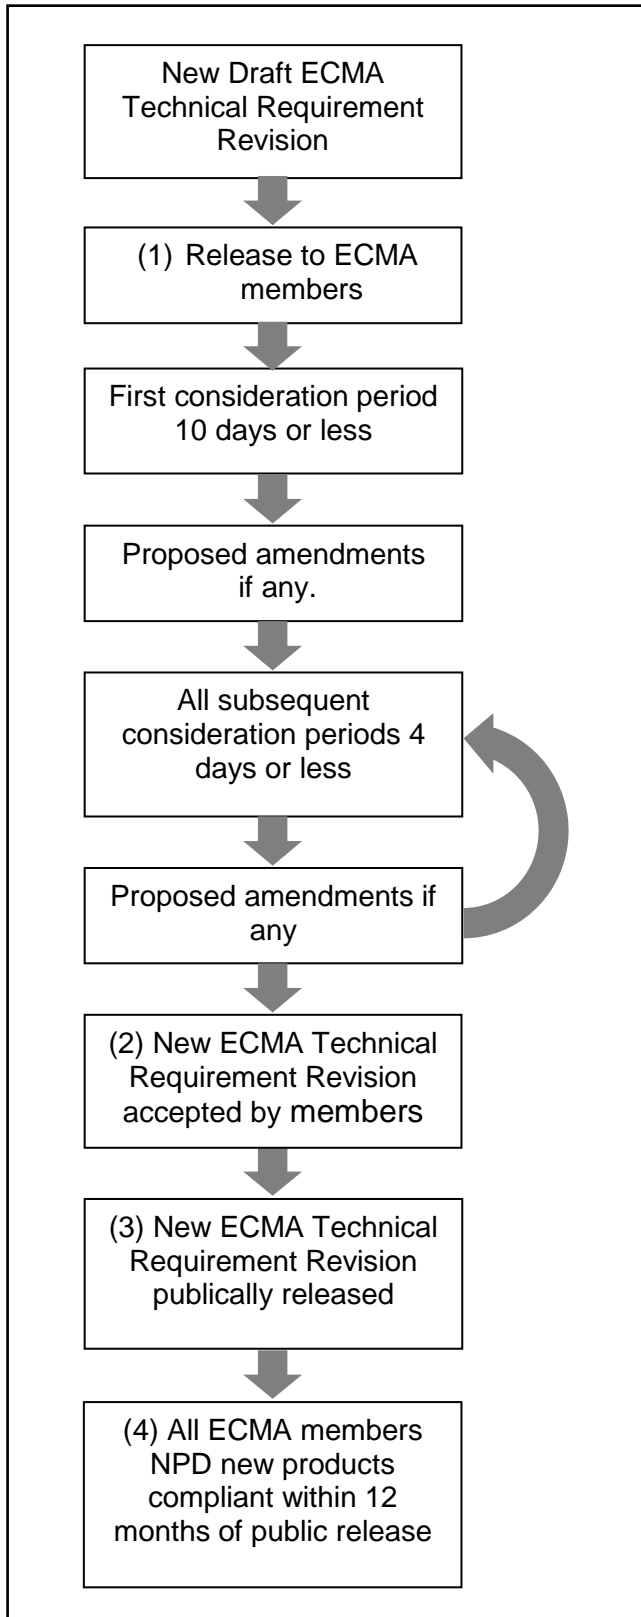 New Draft ECMA
Technical Requirement
Revision
(1) Release to ECMA
members
First consideration period
10 days or less
Proposed amendments
if any.
All subsequent
consideration periods 4
days or less
Proposed amendments if
any
(2) New ECMA Technical
Requirement Revision
accepted by members
(3) New ECMA Technical
Requirement Revision
publically released
(4) All ECMA members
NPD new products
compliant within 12
months of public release